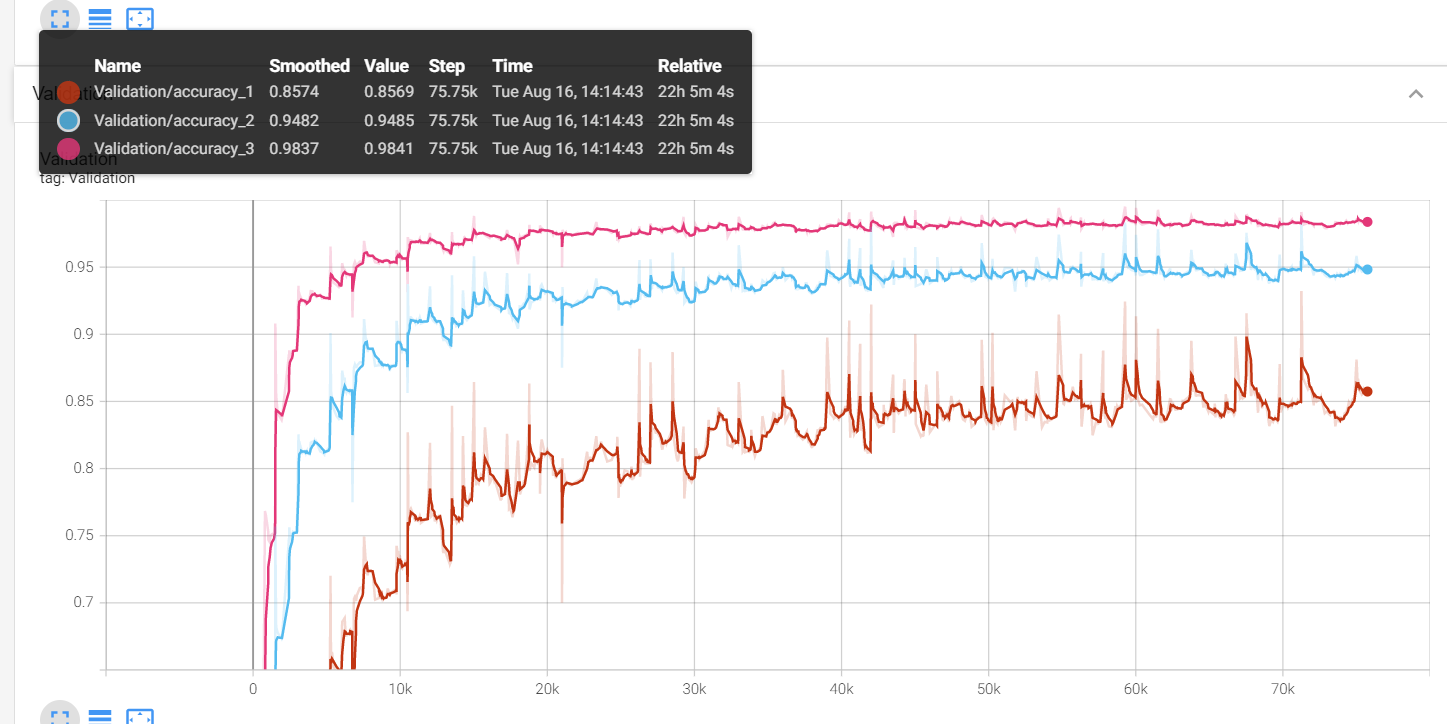 Name Smoothed Value Step Time Relative
Validation/accuracy_1 0.8574 0.8569 75.75k Tue Aug 16, 14:14:43 22h 5m 4s
Validation
Validation/accuracy_2 0.9482 0.9485 75.75k Tue Aug 16, 14:14:43 22h 5m 4s
Validation/accuracy_3 0.9837 0.9841 75.75k Tue Aug 16, 14:14:43 22h 5m 4s
Validation
tag: Validation
0.95
0.9
0.85
0.8
0.75
0.7
0 10k 20k 30k 40k 50k 60k 70k